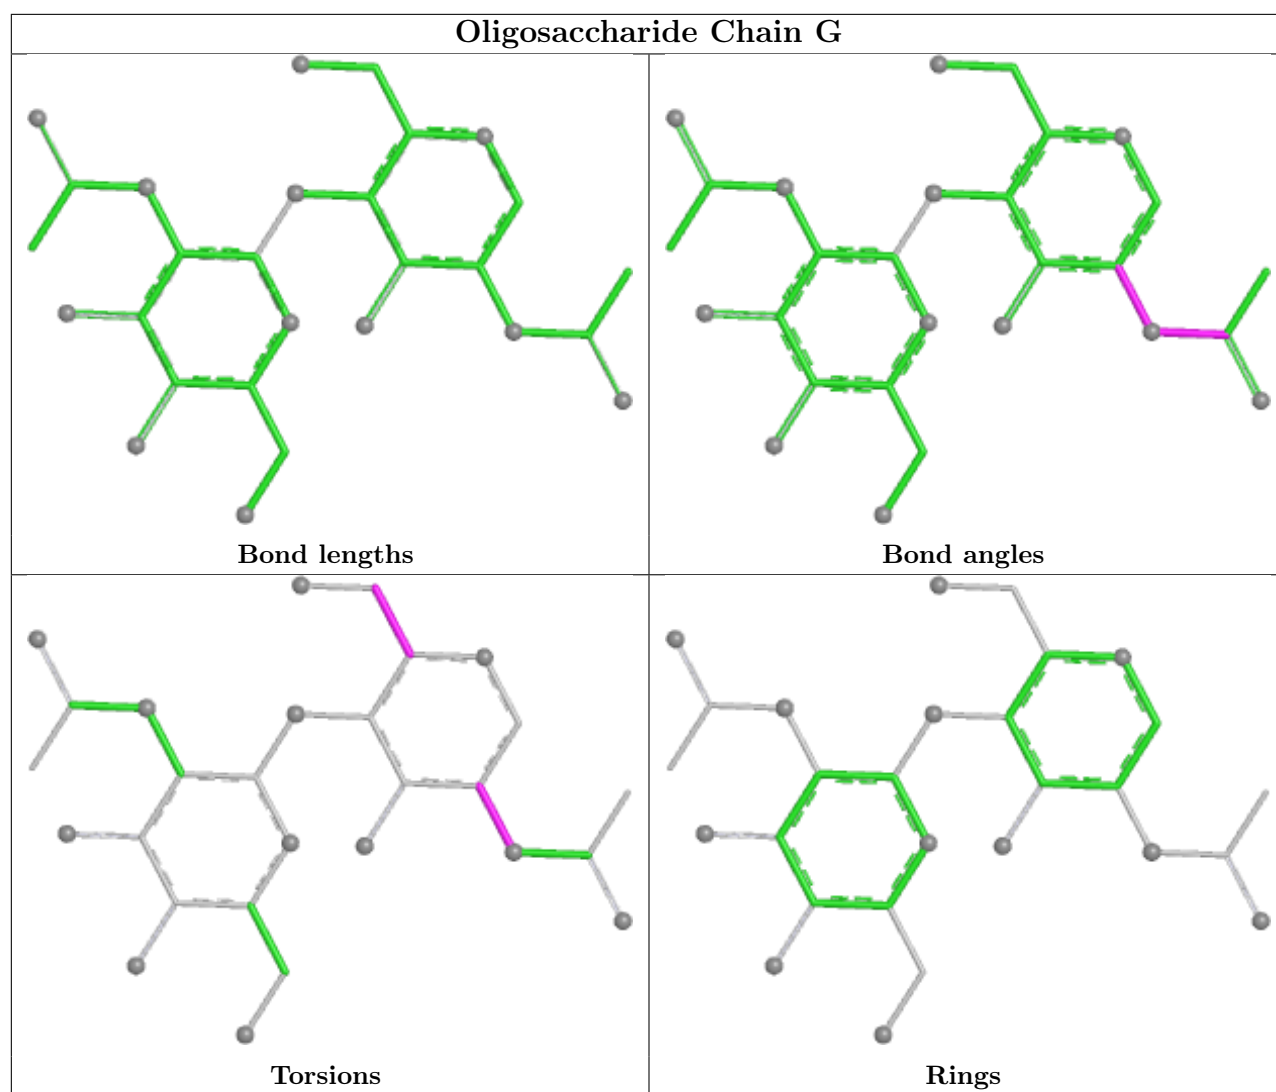 Oligosaccharide Chain G
Bond lengths
Bond angles
Torsions
Rings